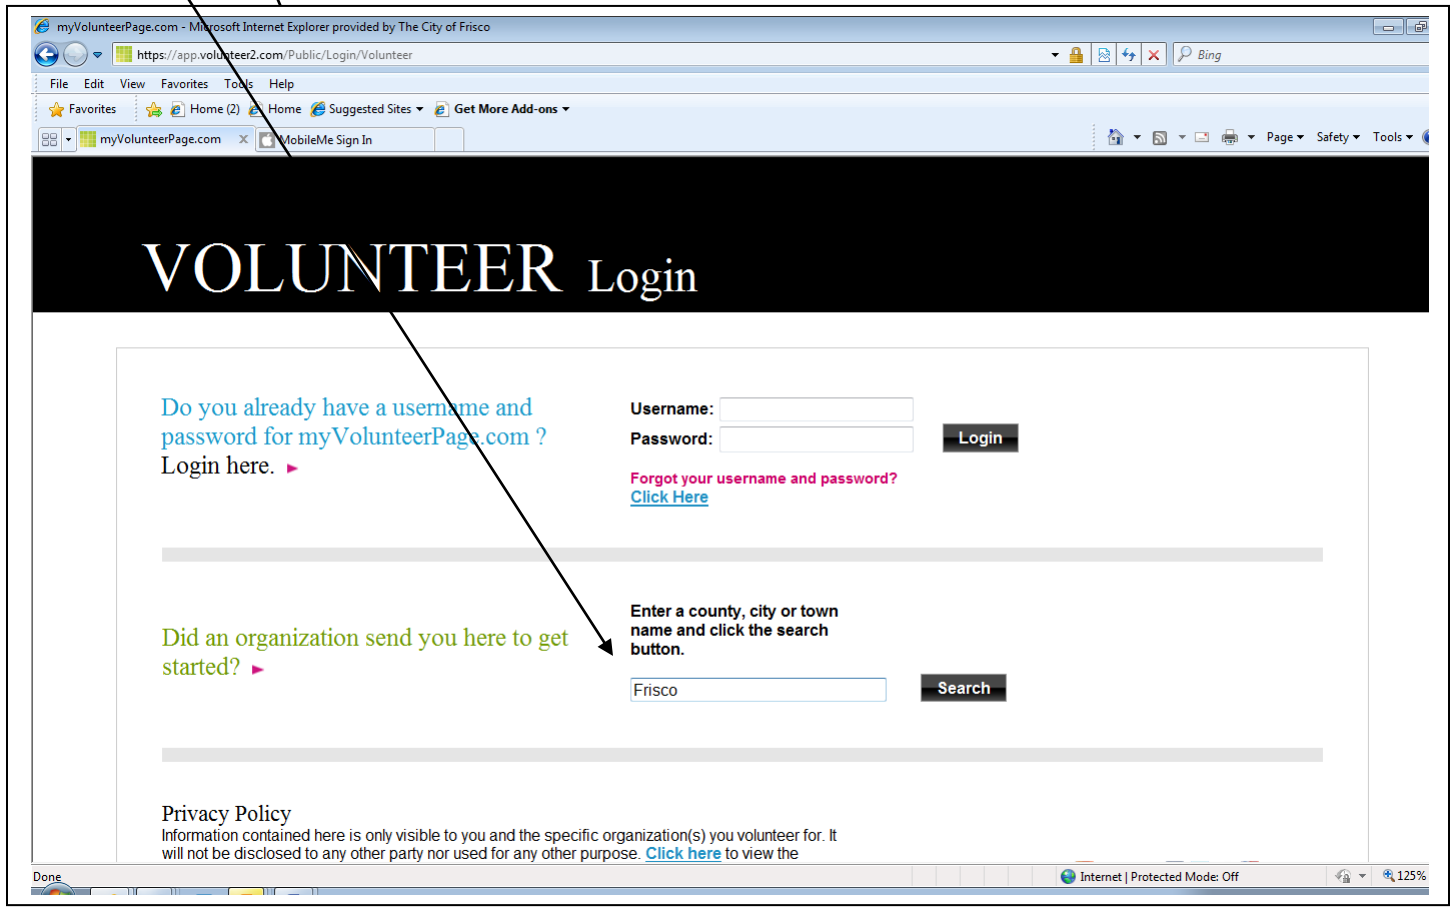 myVolunteerPage.com - Microsoft Internet Explorer provided by The City of Frisco
https://app.volunteer2.com/Public/Login/Volunteer
Bing
File Edit View Favorites Tools Help
Favorites Home (2) Home Suggested Sites Get More Add-ons
myVolunteerPage.com X MobileMe Sign In Page Safety Tools
VOLUNTEER Login
Do you already have a username and
password for myVolunteerPage.com ?
Login here.
Username:
Password:
Login
Forgot your username and password?
Click Here
Did an organization send you here to get
started?
Enter a county, city or town
name and click the search
button.
Frisco
Search
Privacy Policy
Information contained here is only visible to you and the specific organization(s) you volunteer for. It
will not be disclosed to any other party nor used for any other purpose. Click here to view the
Done Internet | Protected Mode: Off 125%